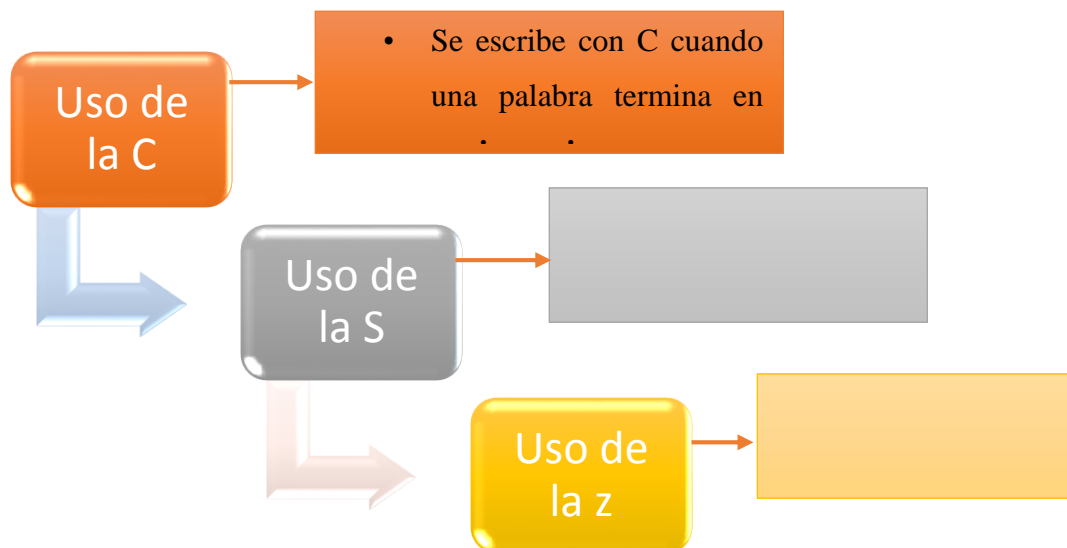 • Se escribe con C cuando
una palabra termina en
Uso de
la C
Uso de
la S
Uso de
la z